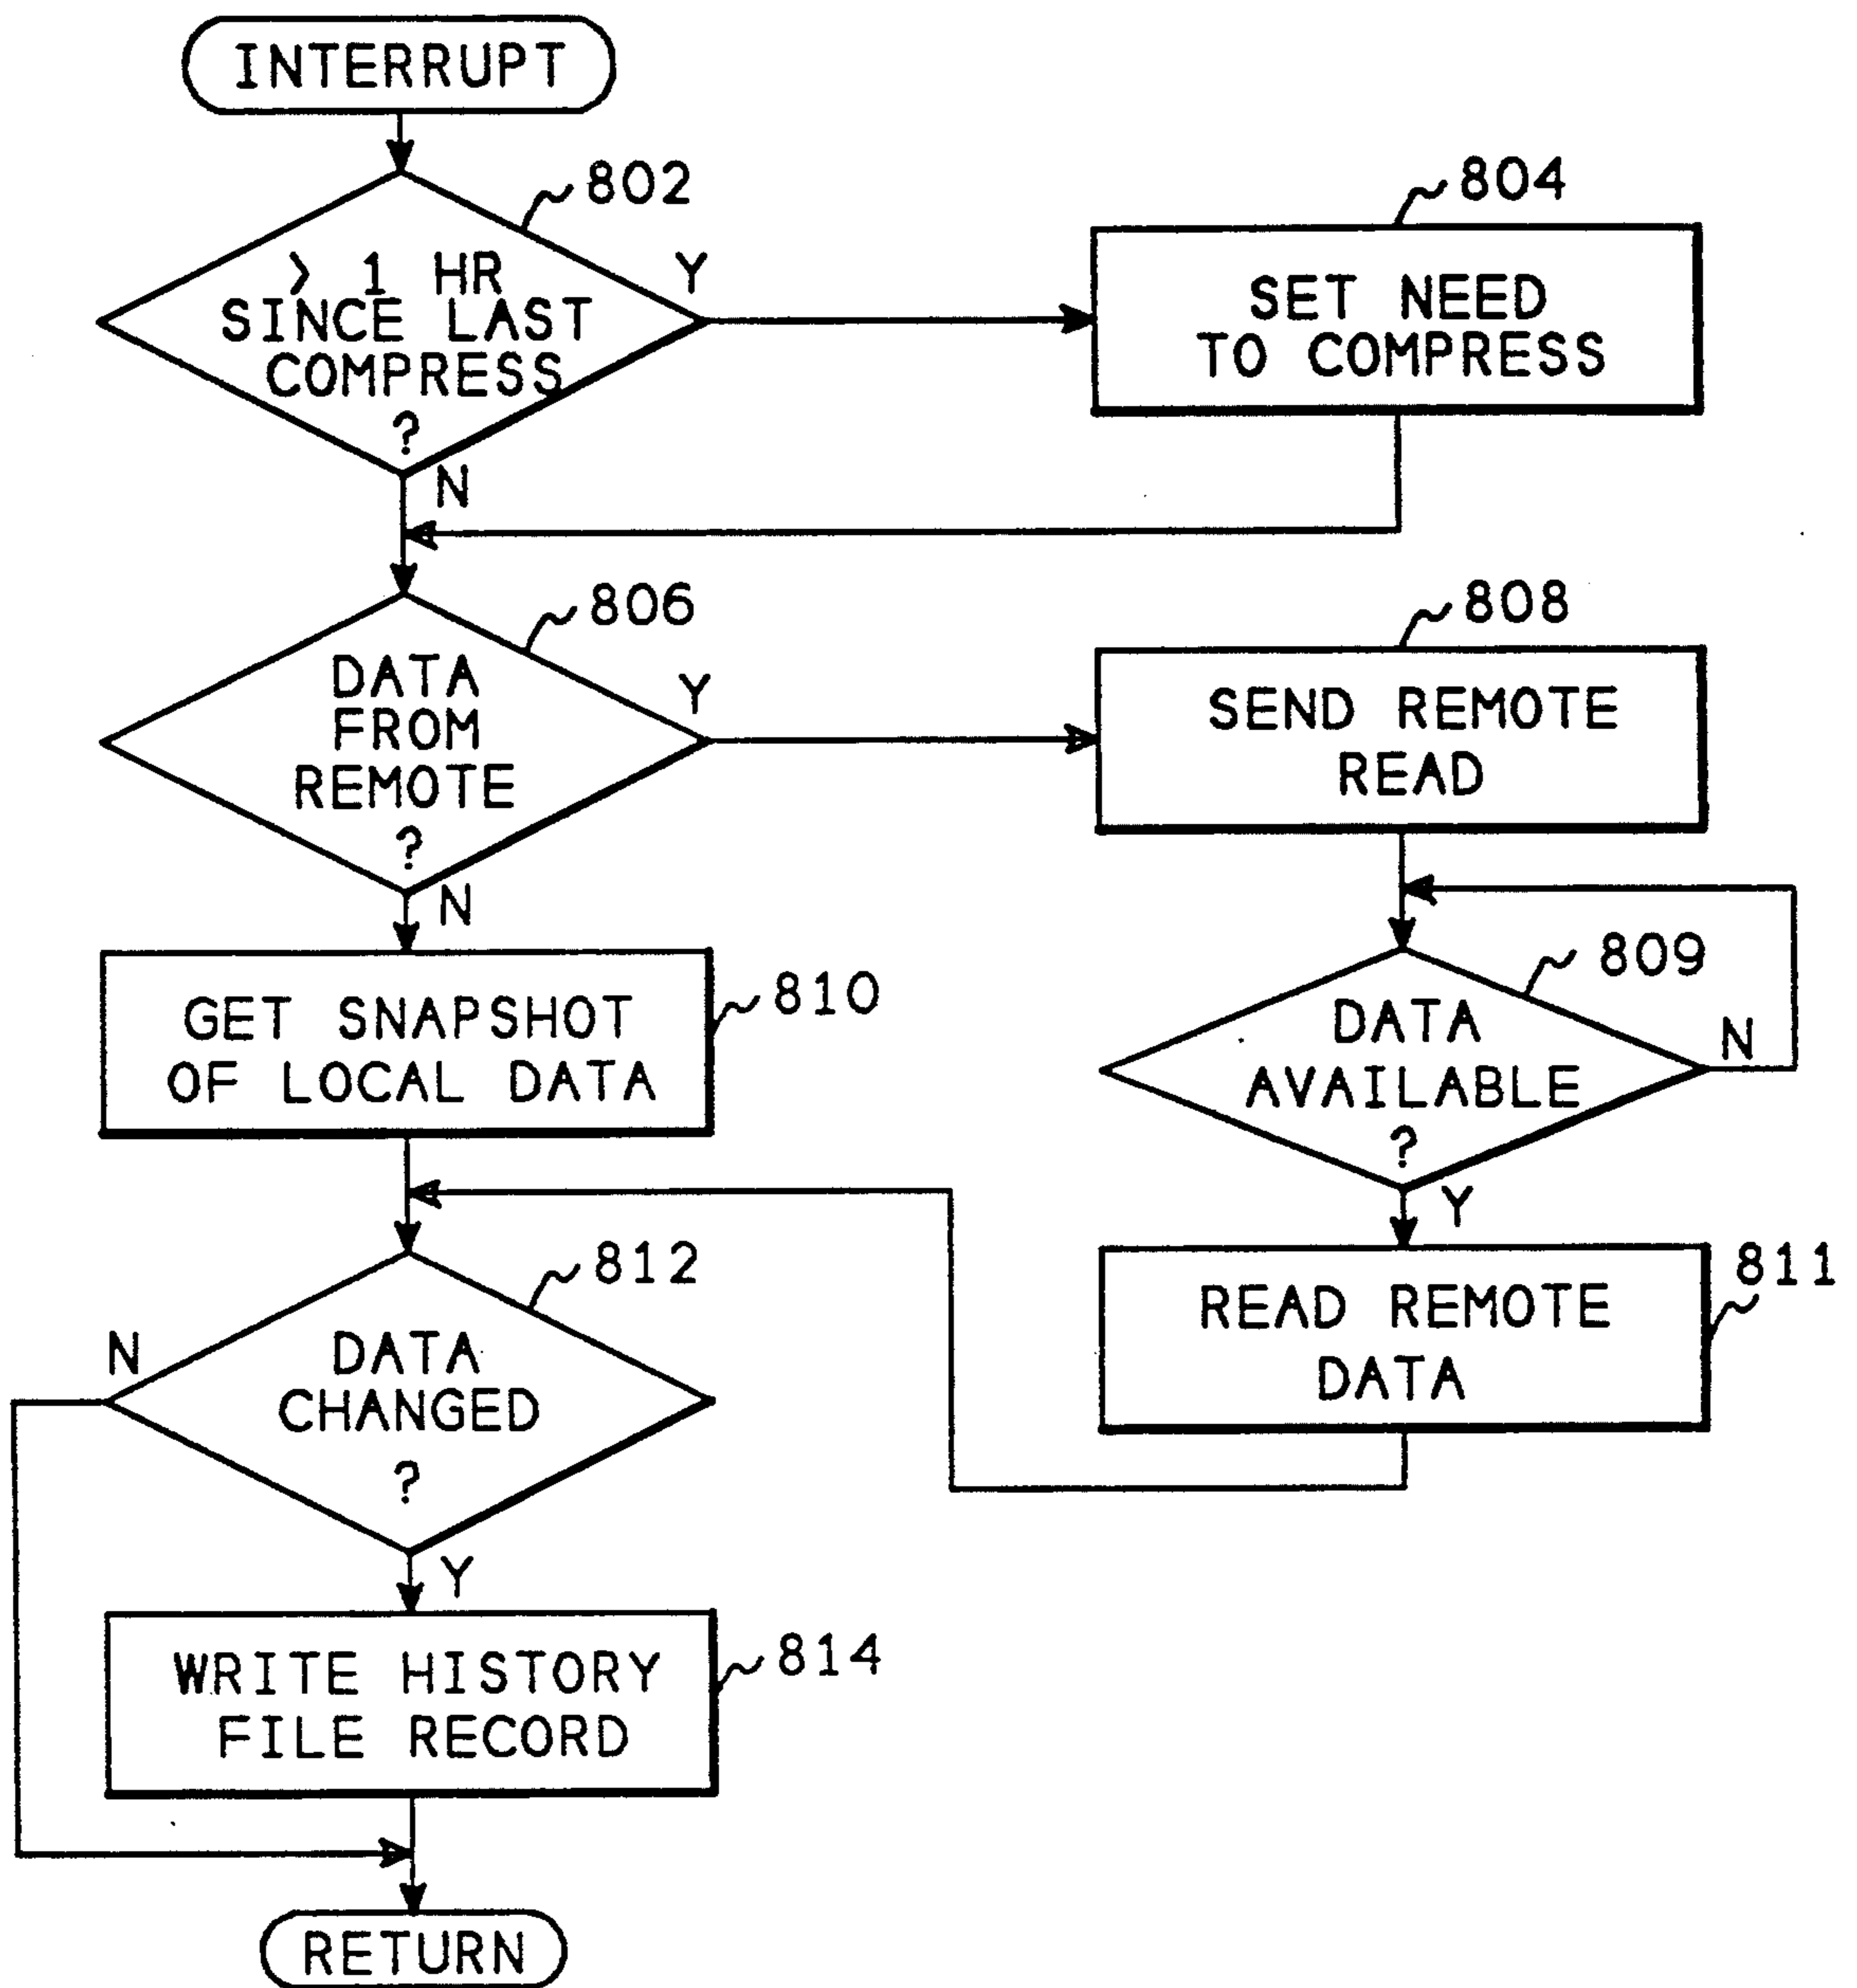 INTERRUPT
802
> 1 HR
SINCE LAST
COMPRESS
?
Y
N
804
SET NEED
TO COMPRESS
806
DATA
FROM
REMOTE
?
Y
N
808
SEND REMOTE
READ
809
DATA
AVAILABLE
?
N
Y
810
GET SNAPSHOT
OF LOCAL DATA
811
READ REMOTE
DATA
812
DATA
CHANGED
?
N
Y
814
WRITE HISTORY
FILE RECORD
RETURN